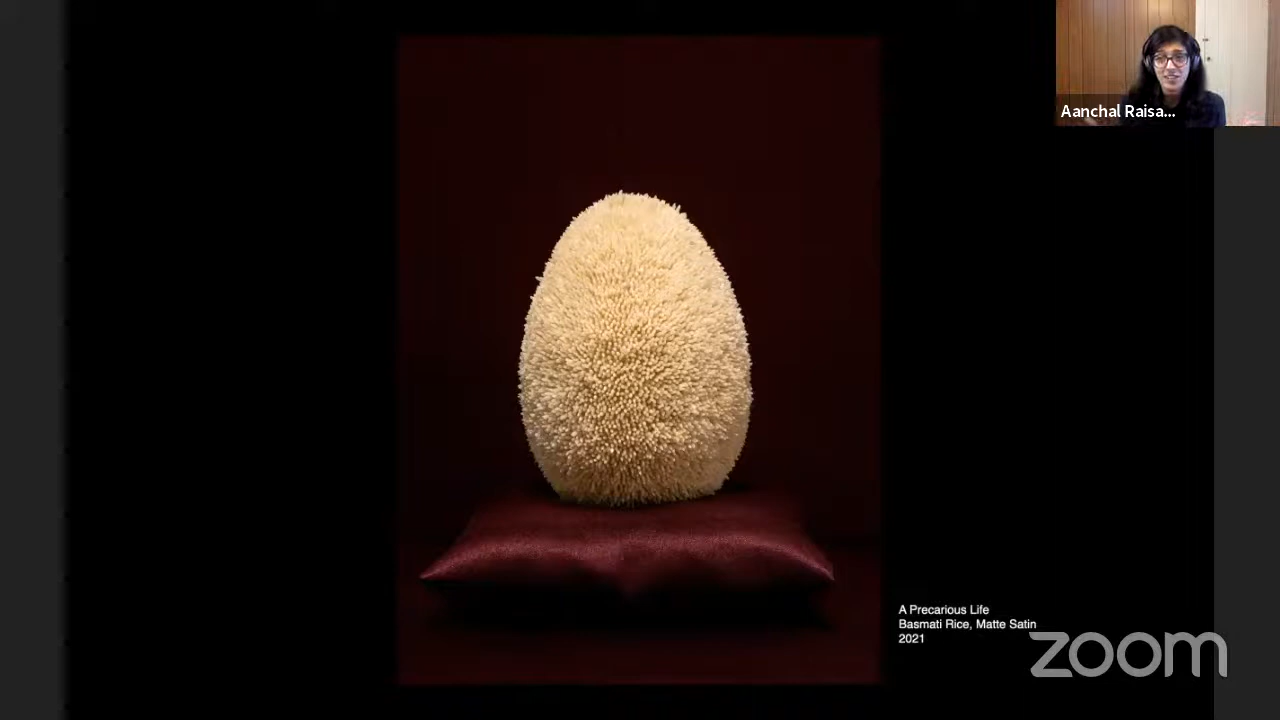 Aanchal Raisa...
A Precarious Life
Basmati Rice, Matte Satin
2021
zoom